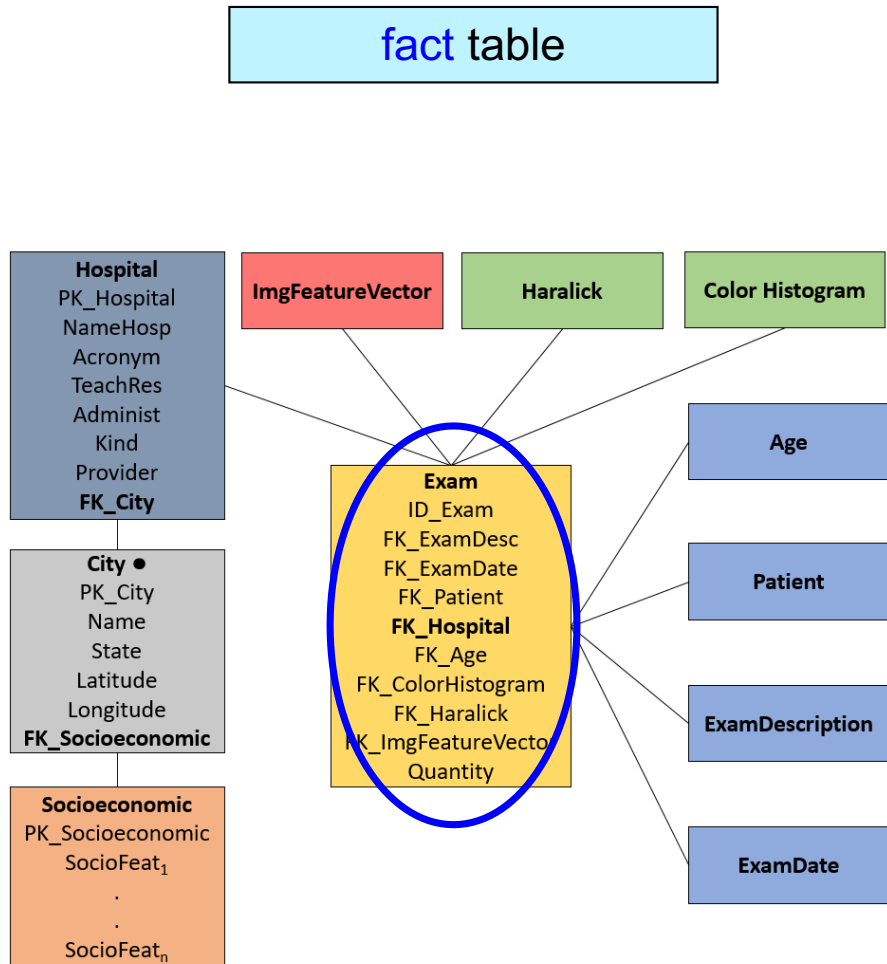 fact table
Hospital
PK_Hospital
NameHosp
Acronym
TeachRes
Administ
Kind
Provider
FK_City
City ●
PK_City
Name
State
Latitude
Longitude
FK_Socioeconomic
Socioeconomic
PK_Socioeconomic
SocioFeat₁
.
.
SocioFeatₙ
ImgFeatureVector
Haralick
Color Histogram
Exam
ID_Exam
FK_ExamDesc
FK_ExamDate
FK_Patient
FK_Hospital
FK_Age
FK_ColorHistogram
FK_Haralick
FK_ImgFeatureVector
Quantity
Age
Patient
ExamDescription
ExamDate